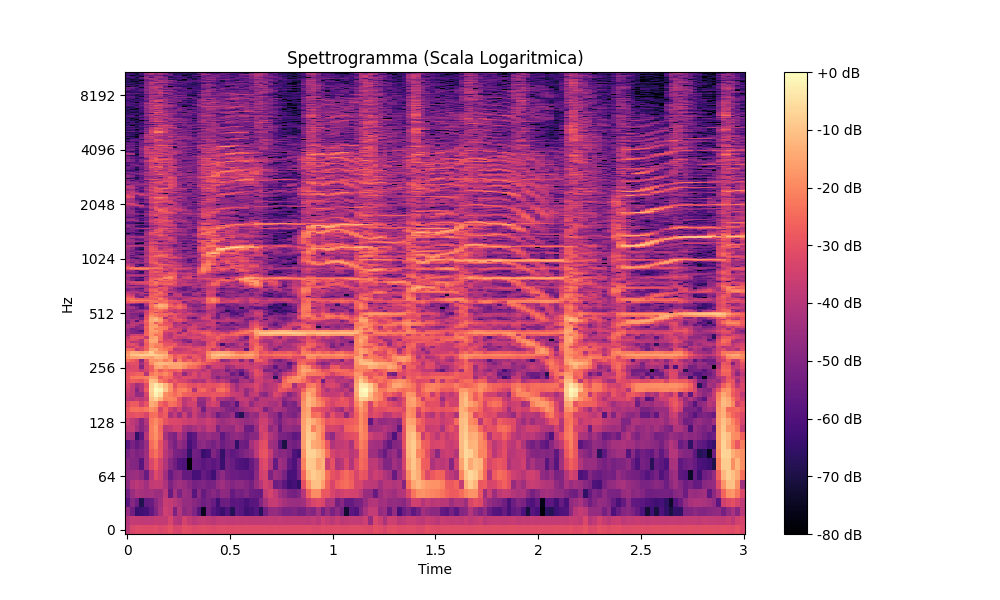 Spettrogramma (Scala Logaritmica)
Hz
8192
4096
2048
1024
512
256
128
64
0
0 0.5 1 1.5 2 2.5 3
Time
+0 dB
-10 dB
-20 dB
-30 dB
-40 dB
-50 dB
-60 dB
-70 dB
-80 dB